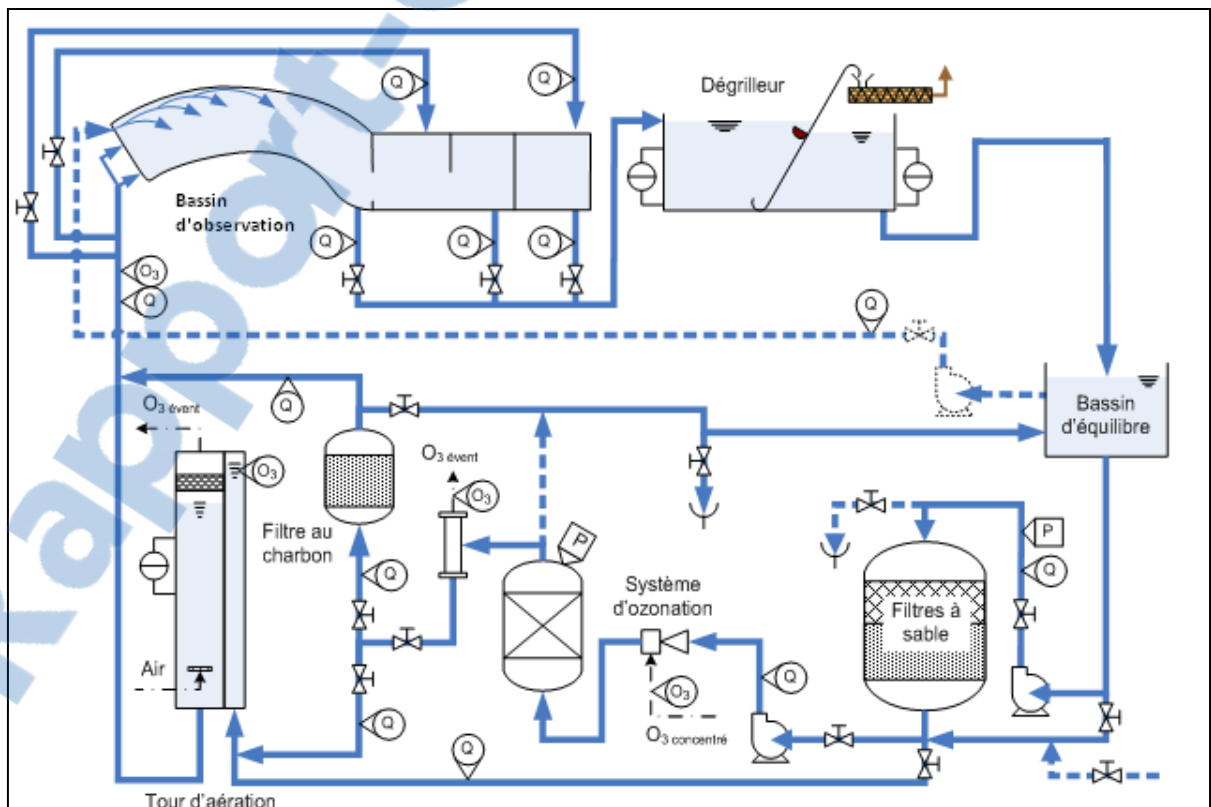 Q
Q
Dégrilleur
Bassin
d'observation
Q
Q
Q
O₃
Q
Q
Q
O₃ évent
Bassin
d'équilibre
O₃
O₃ évent
O₃
P
P
Filtre au
charbon
Q
Q
Système
d'ozonation
Filtres à
sable
Air
Q
O₃
Q
O₃ concentré
Q
Tour d'aération
kapport-